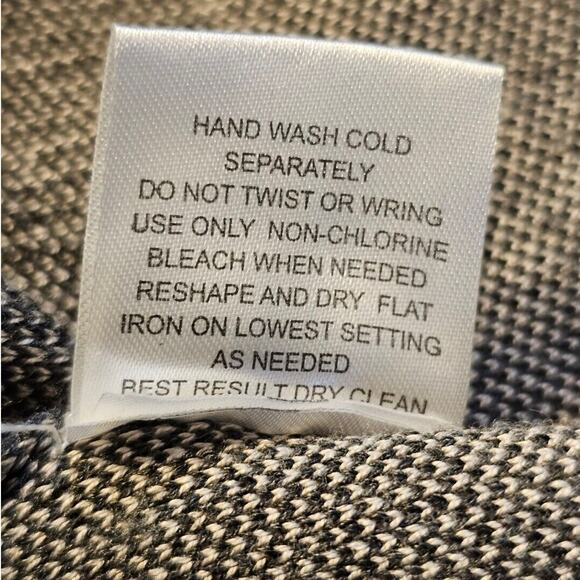 HAND WASH COLD
SEPARATELY
DO NOT TWIST OR WRING
USE ONLY NON-CHLORINE
BLEACH WHEN NEEDED
RESHAPE AND DRY FLAT
IRON ON LOWEST SETTING
AS NEEDED
BEST RESULT DRY CLEAN